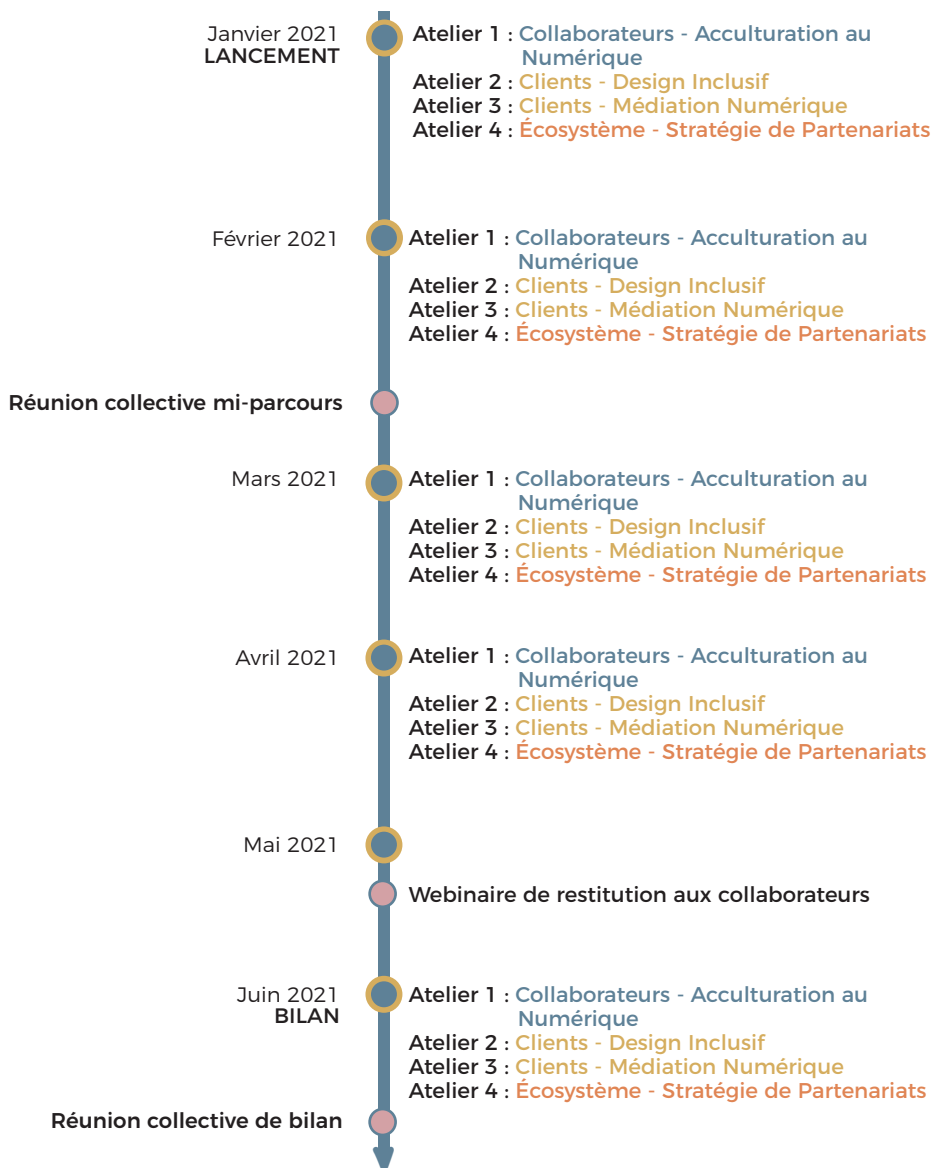 Janvier 2021
LANCEMENT
Atelier 1 : Collaborateurs - Acculturation au
Numérique
Atelier 2 : Clients - Design Inclusif
Atelier 3 : Clients - Médiation Numérique
Atelier 4 : Écosystème - Stratégie de Partenariats
Février 2021
Atelier 1 : Collaborateurs - Acculturation au
Numérique
Atelier 2 : Clients - Design Inclusif
Atelier 3 : Clients - Médiation Numérique
Atelier 4 : Écosystème - Stratégie de Partenariats
Réunion collective mi-parcours
Mars 2021
Atelier 1 : Collaborateurs - Acculturation au
Numérique
Atelier 2 : Clients - Design Inclusif
Atelier 3 : Clients - Médiation Numérique
Atelier 4 : Écosystème - Stratégie de Partenariats
Avril 2021
Atelier 1 : Collaborateurs - Acculturation au
Numérique
Atelier 2 : Clients - Design Inclusif
Atelier 3 : Clients - Médiation Numérique
Atelier 4 : Écosystème - Stratégie de Partenariats
Mai 2021
Webinaire de restitution aux collaborateurs
Juin 2021
BILAN
Atelier 1 : Collaborateurs - Acculturation au
Numérique
Atelier 2 : Clients - Design Inclusif
Atelier 3 : Clients - Médiation Numérique
Atelier 4 : Écosystème - Stratégie de Partenariats
Réunion collective de bilan